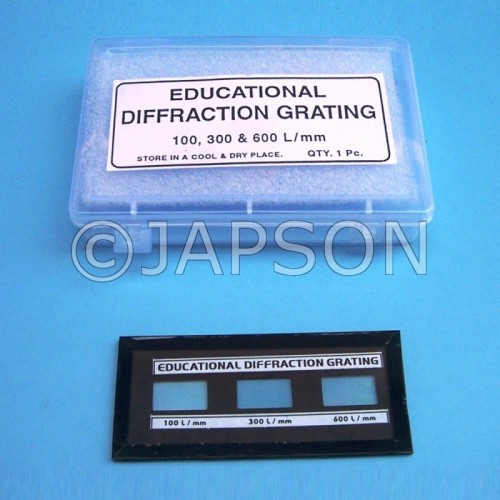 EDUCATIONAL
DIFFRACTION GRATING
100, 300 & 600 L/mm
STORE IN A COOL & DRY PLACE. QTY. 1 Pc.
©JAPSON
EDUCATIONAL DIFFRACTION GRATING
100 L/mm 300 L/mm 600 L/mm